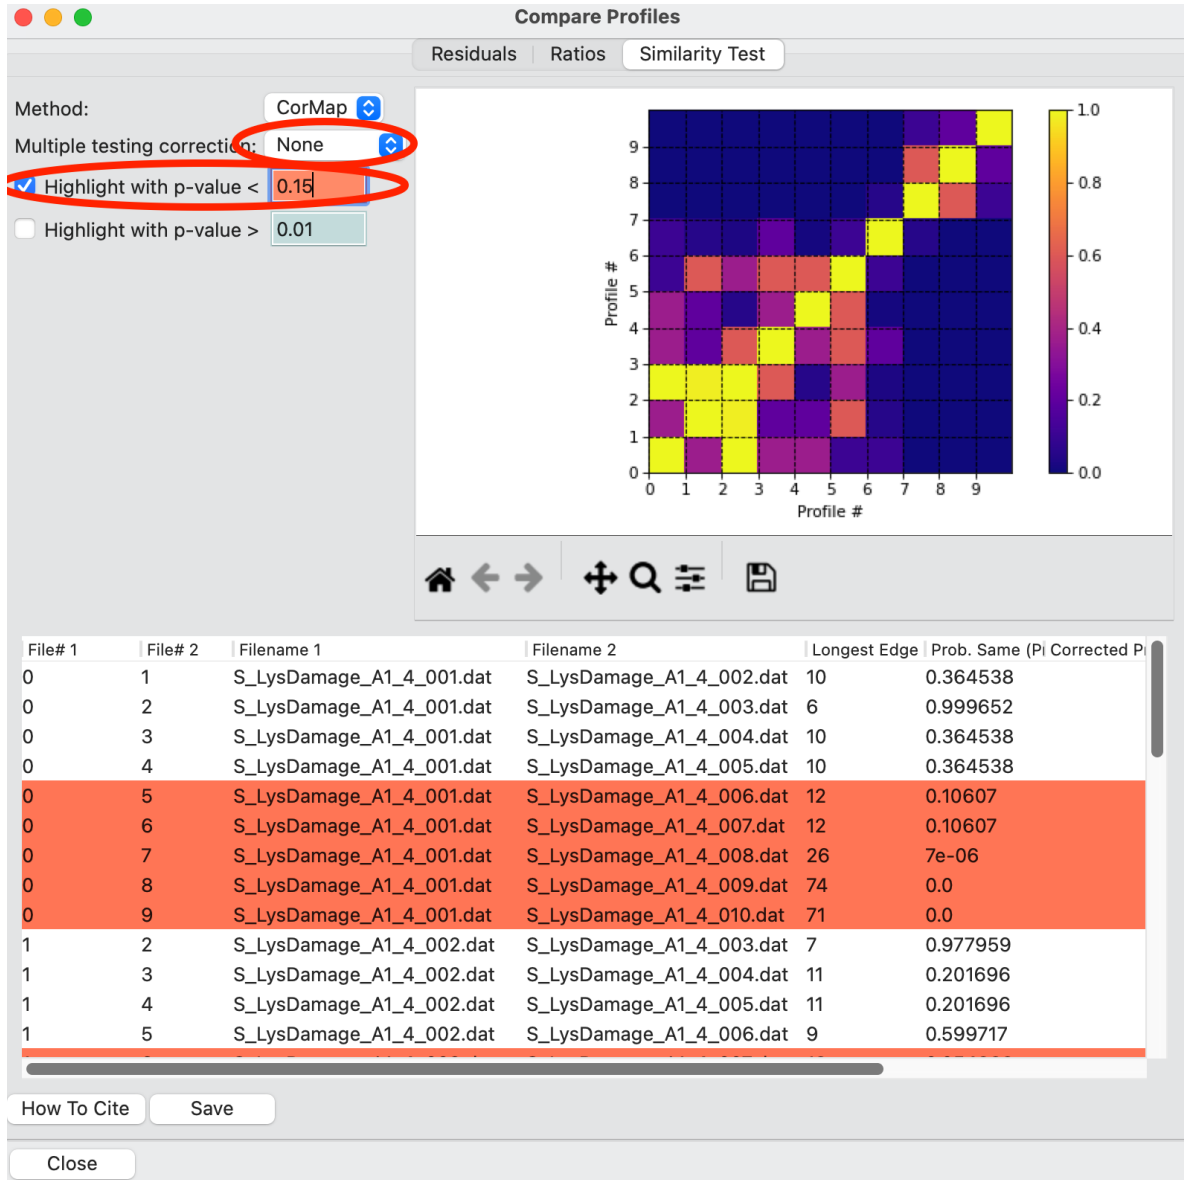 Compare Profiles
Residuals Ratios Similarity Test
Method: CorMap
Multiple testing correction: None
Highlight with p-value < 0.15
Highlight with p-value > 0.01
Profile #
9
8
7
6
5
4
3
2
1
0
0 1 2 3 4 5 6 7 8 9
Profile #
1.0
0.8
0.6
0.4
0.2
0.0
File# 1 File# 2 Filename 1 Filename 2 Longest Edge Prob. Same (Pr Corrected Pr
0 1 S_LysDamage_A1_4_001.dat S_LysDamage_A1_4_002.dat 10 0.364538
0 2 S_LysDamage_A1_4_001.dat S_LysDamage_A1_4_003.dat 6 0.999652
0 3 S_LysDamage_A1_4_001.dat S_LysDamage_A1_4_004.dat 10 0.364538
0 4 S_LysDamage_A1_4_001.dat S_LysDamage_A1_4_005.dat 10 0.364538
0 5 S_LysDamage_A1_4_001.dat S_LysDamage_A1_4_006.dat 12 0.10607
0 6 S_LysDamage_A1_4_001.dat S_LysDamage_A1_4_007.dat 12 0.10607
0 7 S_LysDamage_A1_4_001.dat S_LysDamage_A1_4_008.dat 26 7e-06
0 8 S_LysDamage_A1_4_001.dat S_LysDamage_A1_4_009.dat 74 0.0
0 9 S_LysDamage_A1_4_001.dat S_LysDamage_A1_4_010.dat 71 0.0
1 2 S_LysDamage_A1_4_002.dat S_LysDamage_A1_4_003.dat 7 0.977959
1 3 S_LysDamage_A1_4_002.dat S_LysDamage_A1_4_004.dat 11 0.201696
1 4 S_LysDamage_A1_4_002.dat S_LysDamage_A1_4_005.dat 11 0.201696
1 5 S_LysDamage_A1_4_002.dat S_LysDamage_A1_4_006.dat 9 0.599717
How To Cite Save
Close